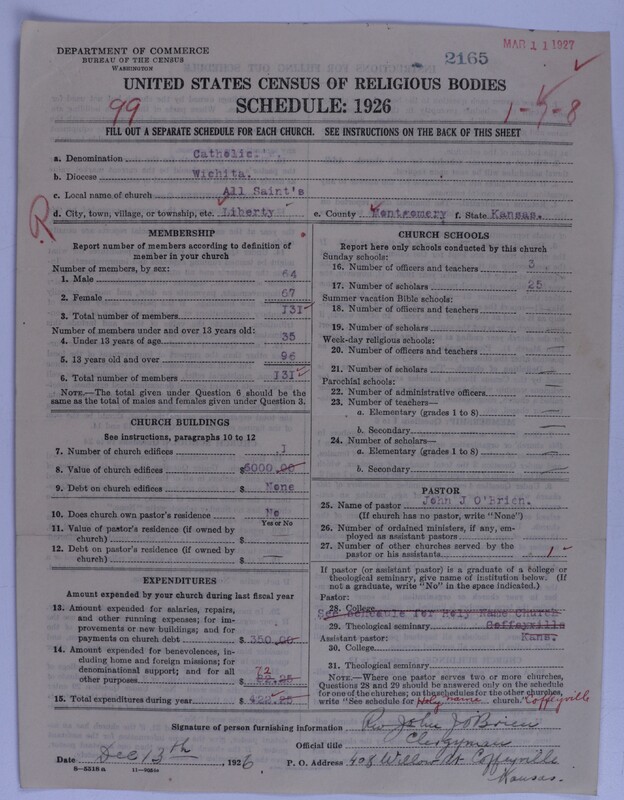 DEPARTMENT OF COMMERCE
BUREAU OF THE CENSUS
WASHINGTON
2165
MAR 11 1927
UNITED STATES CENSUS OF RELIGIOUS BODIES
SCHEDULE: 1926
99
1-5-8
FILL OUT A SEPARATE SCHEDULE FOR EACH CHURCH. SEE INSTRUCTIONS ON THE BACK OF THIS SHEET
a. Denomination Catholic.
b. Diocese Wichita.
c. Local name of church All Saint's
d. City, town, village, or township, etc. Liberty e. County Montgomery f. State Kansas.
R
MEMBERSHIP
Report number of members according to definition of
member in your church
Number of members, by sex:
1. Male 64
2. Female 67
3. Total number of members 131
Number of members under and over 13 years old:
4. Under 13 years of age 35
5. 13 years old and over 96
6. Total number of members 131
NOTE.—The total given under Question 6 should be the
same as the total of males and females given under Question 3.
CHURCH BUILDINGS
See instructions, paragraphs 10 to 12
7. Number of church edifices 1
8. Value of church edifices $6000.00
9. Debt on church edifices $ None
10. Does church own pastor's residence? No
Yes or No
11. Value of pastor's residence (if owned by
church) $
12. Debt on pastor's residence (if owned by
church) $
EXPENDITURES
Amount expended by your church during last fiscal year
13. Amount expended for salaries, repairs,
and other running expenses; for im-
provements or new buildings; and for
payments on church debt $ 350.00
14. Amount expended for benevolences, in-
cluding home and foreign missions; for
denominational support; and for all
other purposes $ 72
15. Total expenditures during year $
CHURCH SCHOOLS
Report here only schools conducted by this church
Sunday schools:
16. Number of officers and teachers 3
17. Number of scholars 25
Summer vacation Bible schools:
18. Number of officers and teachers
19. Number of scholars
Week-day religious schools:
20. Number of officers and teachers
21. Number of scholars
Parochial schools:
22. Number of administrative officers
23. Number of teachers—
a. Elementary (grades 1 to 8)
b. Secondary
24. Number of scholars—
a. Elementary (grades 1 to 8)
b. Secondary
PASTOR
25. Name of pastor John J O'Brien.
(If church has no pastor, write "None")
26. Number of ordained ministers, if any, em-
ployed as assistant pastors
27. Number of other churches served by the
pastor or his assistants 1
If pastor (or assistant pastor) is a graduate of a college or
theological seminary, give name of institution below. (If
not a graduate, write "No" in the space indicated.)
Pastor:
28. College
See Schedule for Holy Name Church
29. Theological seminary Coffeyville
Assistant pastor: Kans.
30. College
31. Theological seminary
NOTE.—Where one pastor serves two or more churches,
Questions 28 and 29 should be answered only on the schedule
for one of the churches; on the schedules for the other churches,
write "See schedule for Holy name church." Coffeyville
Signature of person furnishing information Rev John J O'Brien
Official title Clergyman
Date Dec 13th, 1926 P. O. Address 408 Willow St Coffeyville
Kansas.
8—5318 a